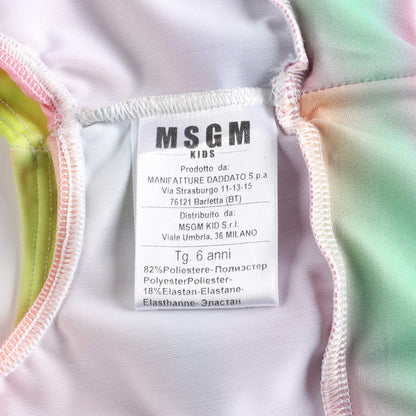 MSGM
KIDS
Prodotto da:
MANIFATTURE DADDATO S.p.a
Via Strasburgo 11-13-15
76121 Barletta (BT)
Distribuito da:
MSGM KID S.r.l.
Viale Umbria, 36 MILANO
Tg. 6 anni
82%Poliestere-Полиэстер
PolyesterPoliester-
18%Elastan-Elastane-
Elasthanne- Эластан